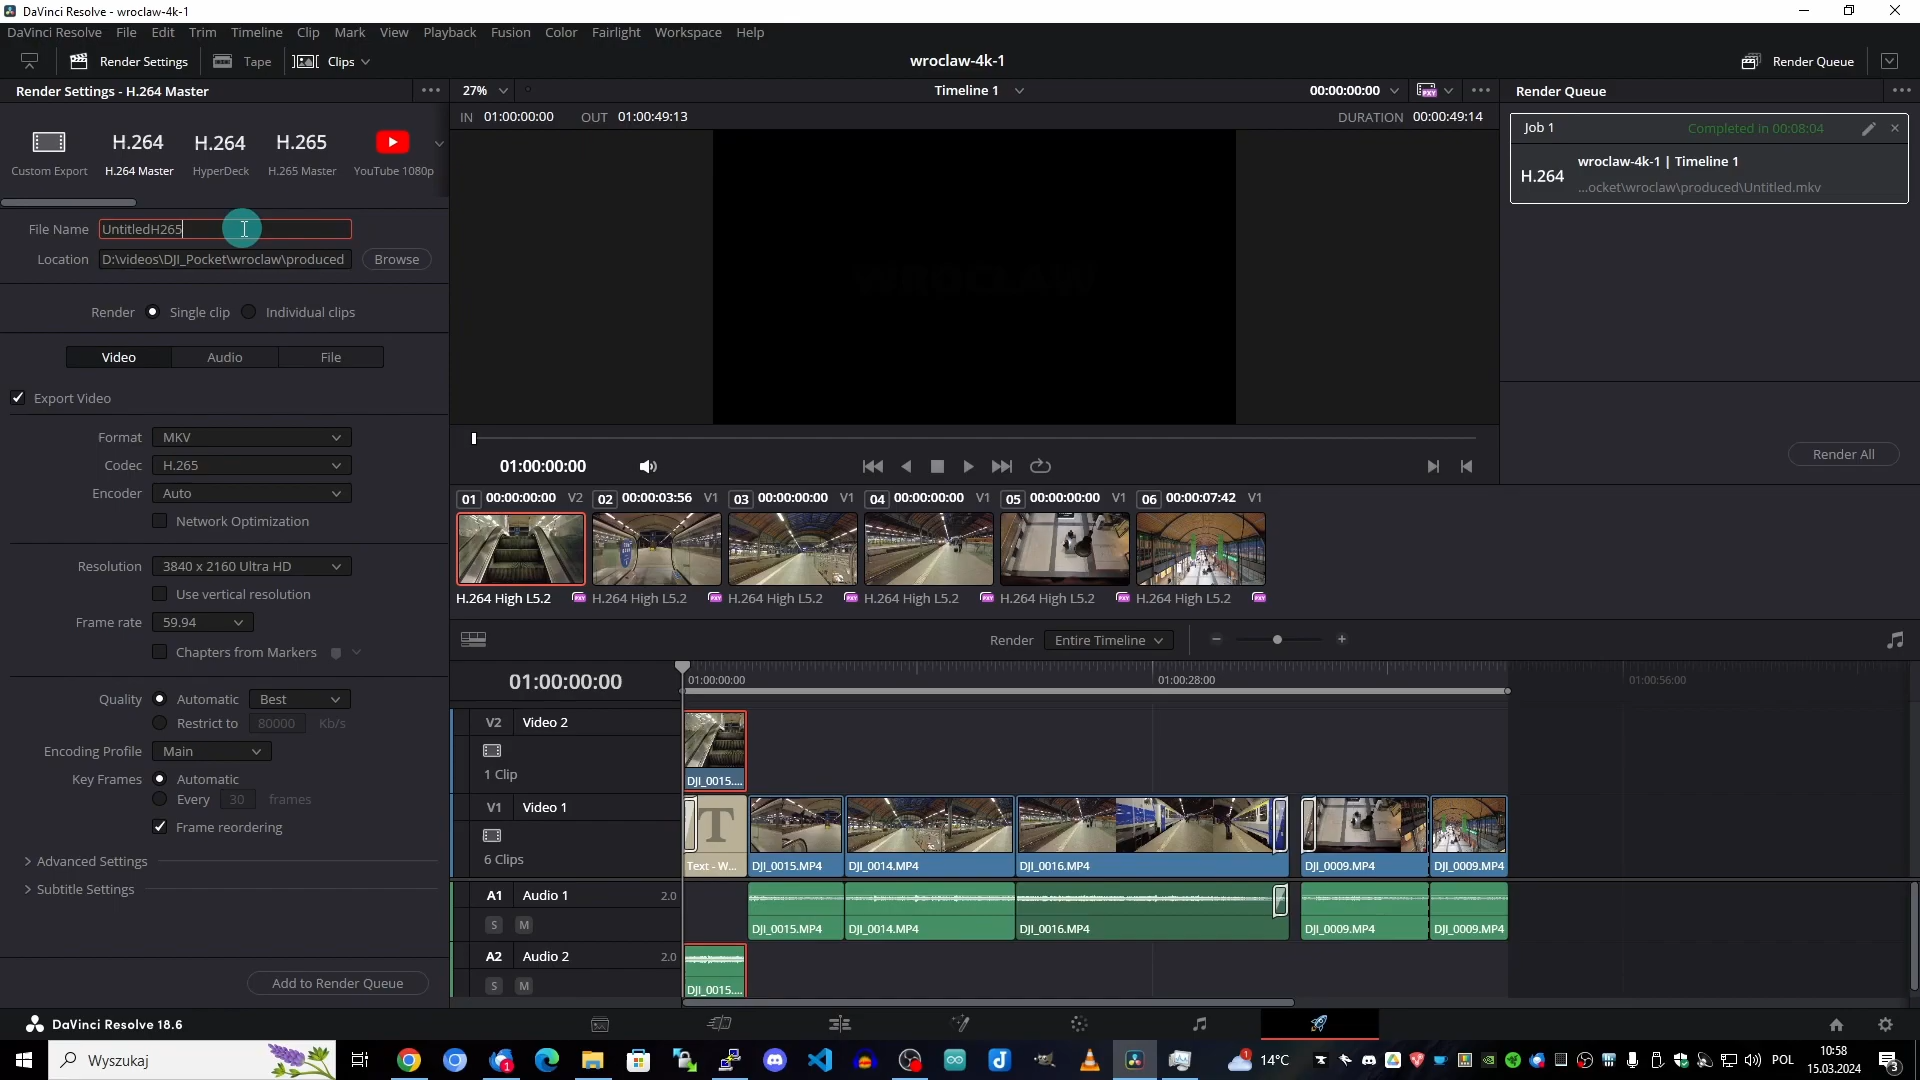 DaVinci Resolve - wroclaw-4k-1
DaVinci Resolve File Edit Trim Timeline Clip Mark View Playback Fusion Color Fairlight Workspace Help
Render Settings Tape Clips wroclaw-4k-1 Render Queue
Render Settings - H.264 Master 27% Timeline 1 00:00:00:00 Render Queue
IN 01:00:00:00 OUT 01:00:49:13 DURATION 00:00:49:14
H.264 H.264 H.265
Custom Export H.264 Master HyperDeck H.265 Master YouTube 1080p
Job 1 Completed in 00:08:04
wroclaw-4k-1 | Timeline 1
H.264
...ocket\wroclaw\produced\Untitled.mkv
File Name UntitledH265
Location D:\videos\DJI_Pocket\wroclaw\produced Browse
WROCLAW
Render Single clip Individual clips
Video Audio File
Export Video
Format MKV
Codec H.265
Encoder Auto
Network Optimization
01:00:00:00
Render All
01 00:00:00:00 V2 02 00:00:03:56 V1 03 00:00:00:00 V1 04 00:00:00:00 V1 05 00:00:00:00 V1 06 00:00:07:42 V1
Resolution 3840 x 2160 Ultra HD
Use vertical resolution
H.264 High L5.2 H.264 High L5.2 H.264 High L5.2 H.264 High L5.2 H.264 High L5.2 H.264 High L5.2
Frame rate 59.94
Chapters from Markers
Render Entire Timeline
01:00:00:00 01:00:00:00 01:00:28:00 01:00:56:00
Quality Automatic Best
Restrict to 80000 Kb/s
Encoding Profile Main
Key Frames Automatic
Every 30 frames
Frame reordering
Advanced Settings
Subtitle Settings
Add to Render Queue
V2 Video 2
1 Clip
DJI_0015....
V1 Video 1
T
6 Clips
Text - W... DJI_0015.MP4 DJI_0014.MP4 DJI_0016.MP4 DJI_0009.MP4 DJI_0009.MP4
A1 Audio 1 2.0
S M
DJI_0015.MP4 DJI_0014.MP4 DJI_0016.MP4 DJI_0009.MP4 DJI_0009.MP4
A2 Audio 2 2.0
S M
DJI_0015....
DaVinci Resolve 18.6
Wyszukaj
1
1
14°C
POL
10:58
15.03.2024
3